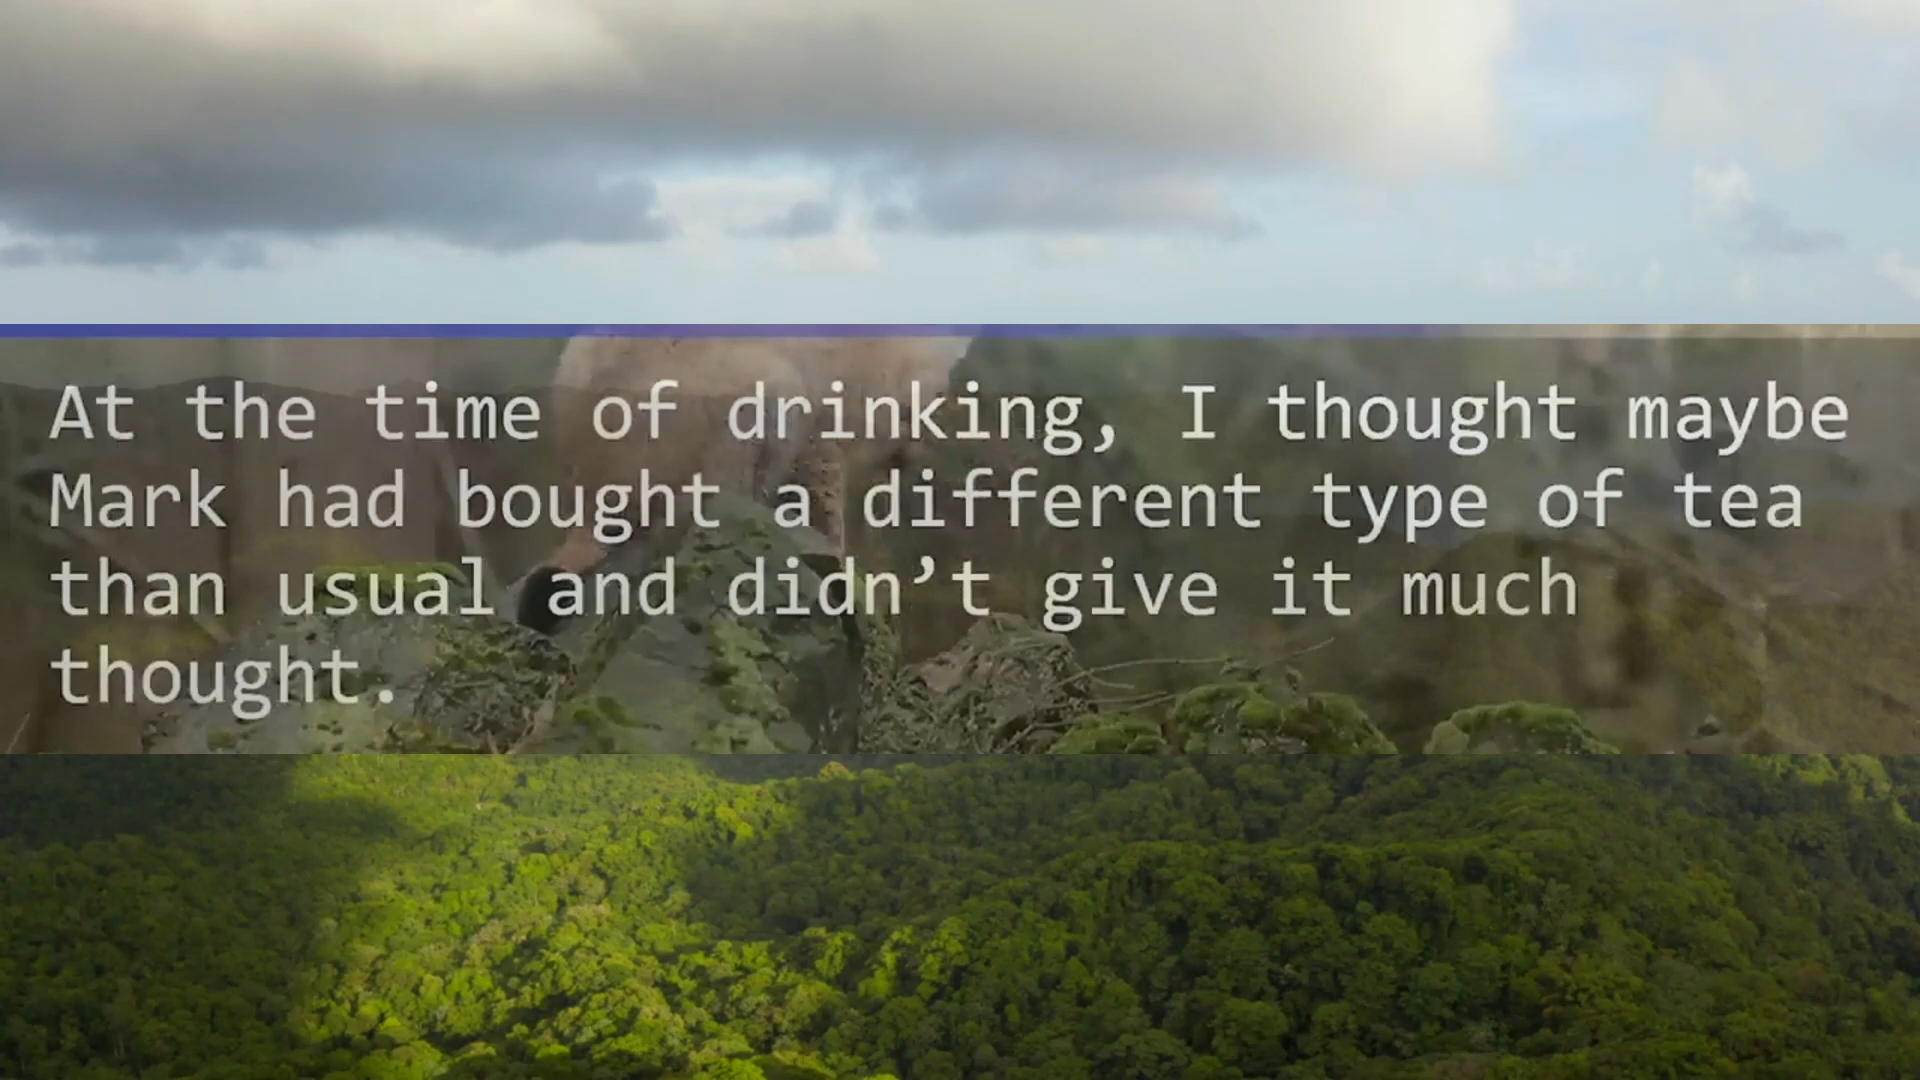 At the time of drinking, I thought maybe
Mark had bought a different type of tea
than usual and didn’t give it much
thought.